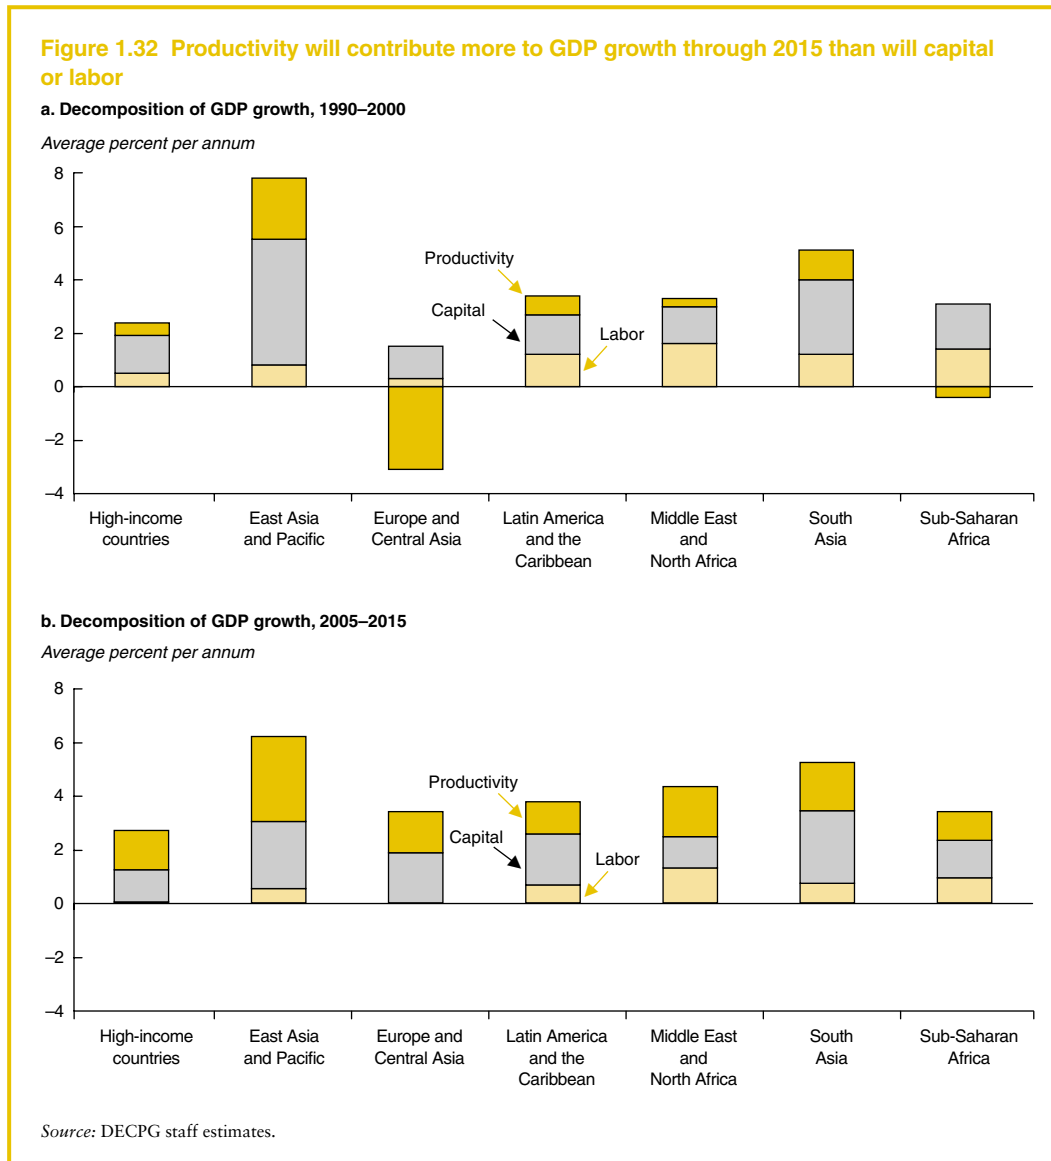 Figure 1.32 Productivity will contribute more to GDP growth through 2015 than will capital
or labor
a. Decomposition of GDP growth, 1990–2000
Average percent per annum
8
6
4
2
0
–2
–4
Productivity
Capital
Labor
High-income
countries
East Asia
and Pacific
Europe and
Central Asia
Latin America
and the
Caribbean
Middle East
and
North Africa
South
Asia
Sub-Saharan
Africa
b. Decomposition of GDP growth, 2005–2015
Average percent per annum
8
6
4
2
0
–2
–4
Productivity
Capital
Labor
High-income
countries
East Asia
and Pacific
Europe and
Central Asia
Latin America
and the
Caribbean
Middle East
and
North Africa
South
Asia
Sub-Saharan
Africa
Source: DECPG staff estimates.